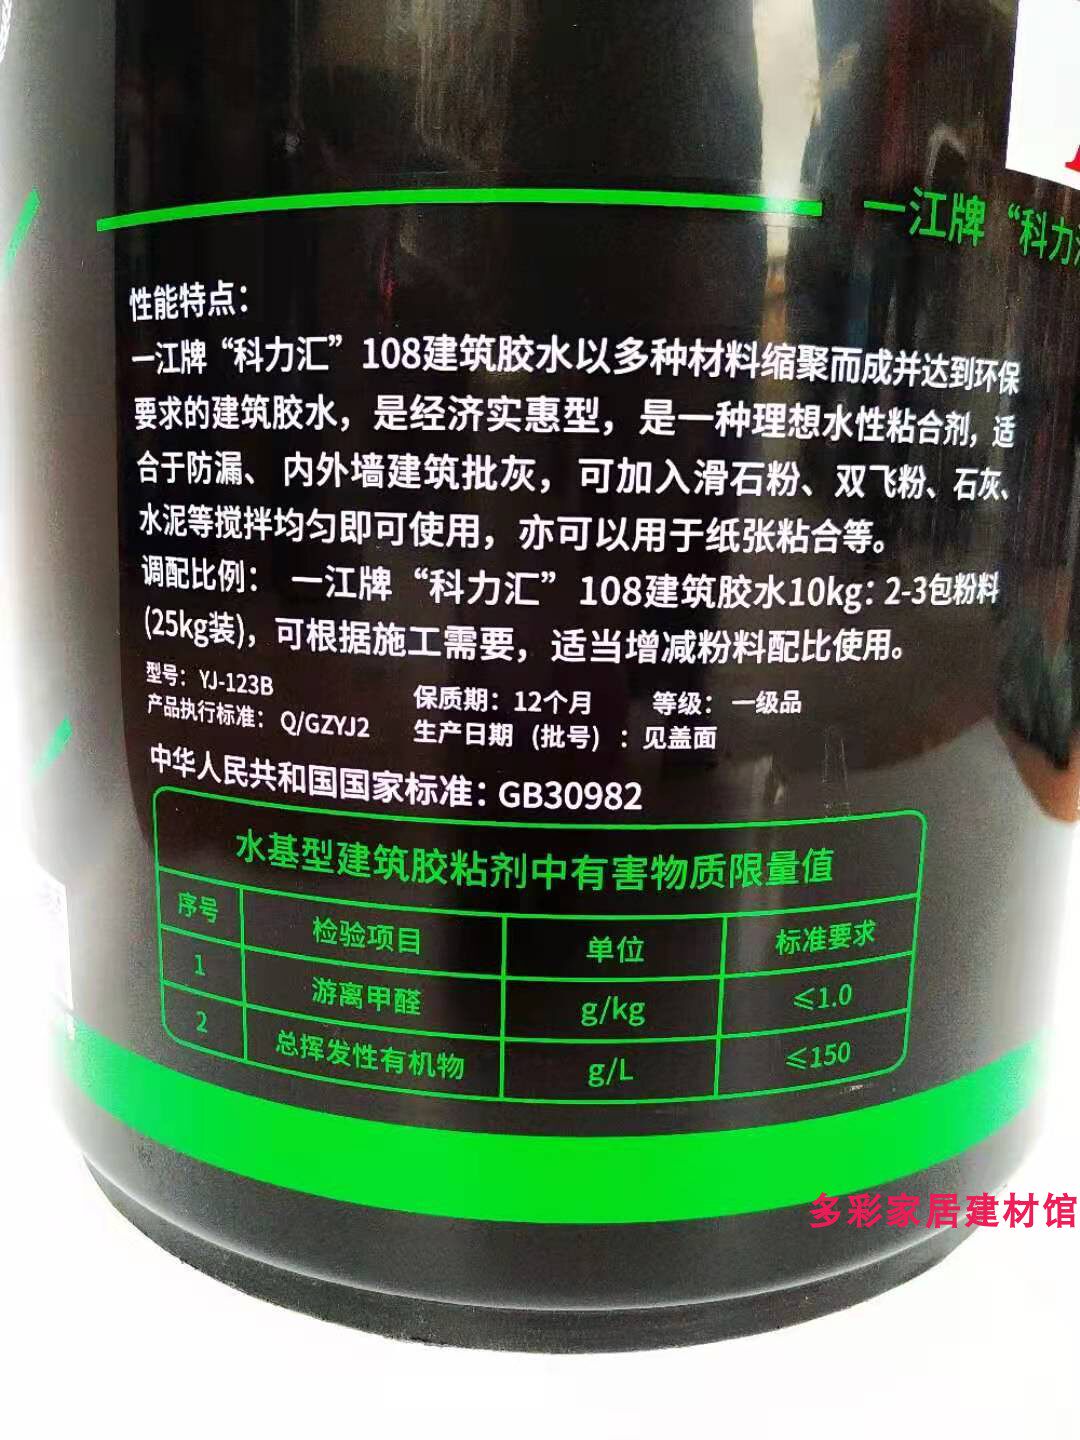 一江牌“科力
性能特点：
一江牌“科力汇”108建筑胶水以多种材料缩聚而成并达到环保
要求的建筑胶水，是经济实惠型，是一种理想水性粘合剂，适
合于防漏、内外墙建筑批灰，可加入滑石粉、双飞粉、石灰、
水泥等搅拌均匀即可使用，亦可以用于纸张粘合等。
调配比例： 一江牌“科力汇”108建筑胶水10kg：2-3包粉料
(25kg装)，可根据施工需要，适当增减粉料配比使用。
型号：YJ-123B 保质期：12个月 等级：一级品
产品执行标准：Q/GZYJ2 生产日期（批号）：见盖面
中华人民共和国国家标准：GB30982
水基型建筑胶粘剂中有害物质限量值
序号 检验项目 单位 标准要求
1 游离甲醛 g/kg ≤1.0
2 总挥发性有机物 g/L ≤150
多彩家居建材馆